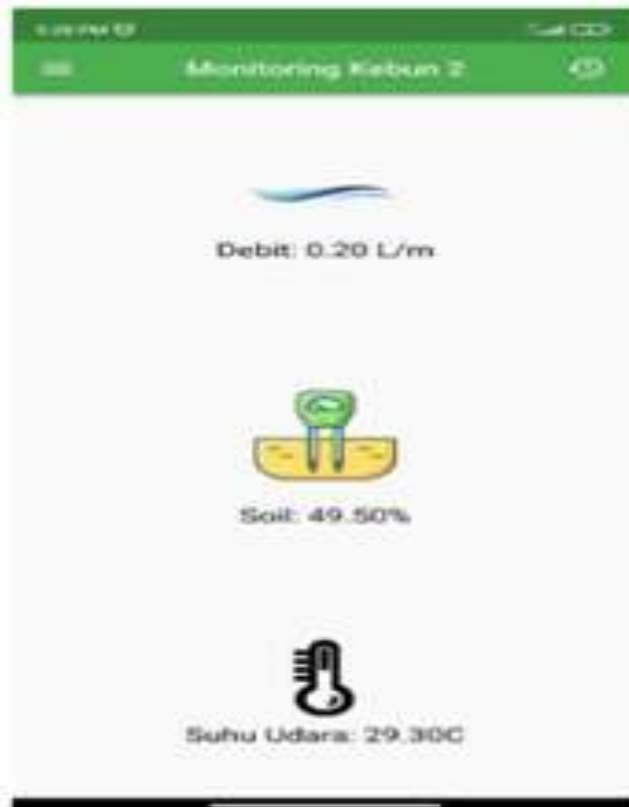 Monitoring Kebun 2
Debit: 0.20 L/m
Soil: 49.50%
Suhu Udara: 29.30C